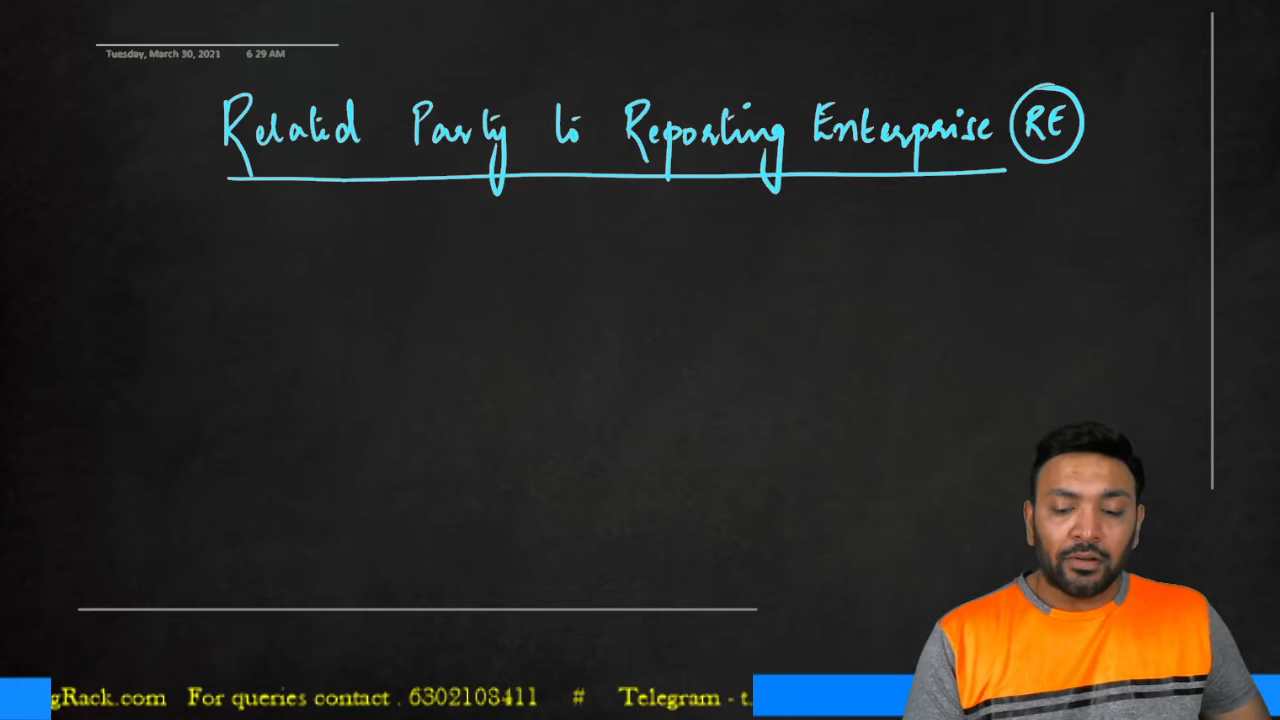 Tuesday, March 30, 2021 6 29 AM
Related Party to Reporting Enterprise RE
gRack.com For queries contact . 6302108411 # Telegram - t.